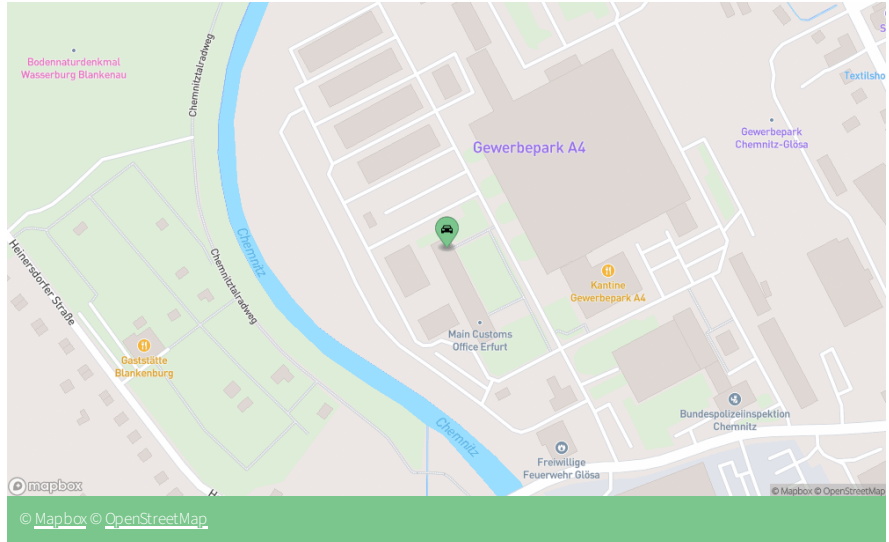 Bodennaturdenkmal
Wasserburg Blankenau
Chemnitztalradweg
Gewerbepark A4
Gewerbepark
Chemnitz-Glösa
Heinersdorfer Straße
Chemnitz
Chemnitztalradweg
Kantine
Gewerbepark A4
Main Customs
Office Erfurt
Gaststätte
Blankenburg
Bundespolizeiinspektion
Chemnitz
Chemnitz
Freiwillige
Feuerwehr Glösa
mapbox
© Mapbox © OpenStreetMap
© Mapbox © OpenStreetMap